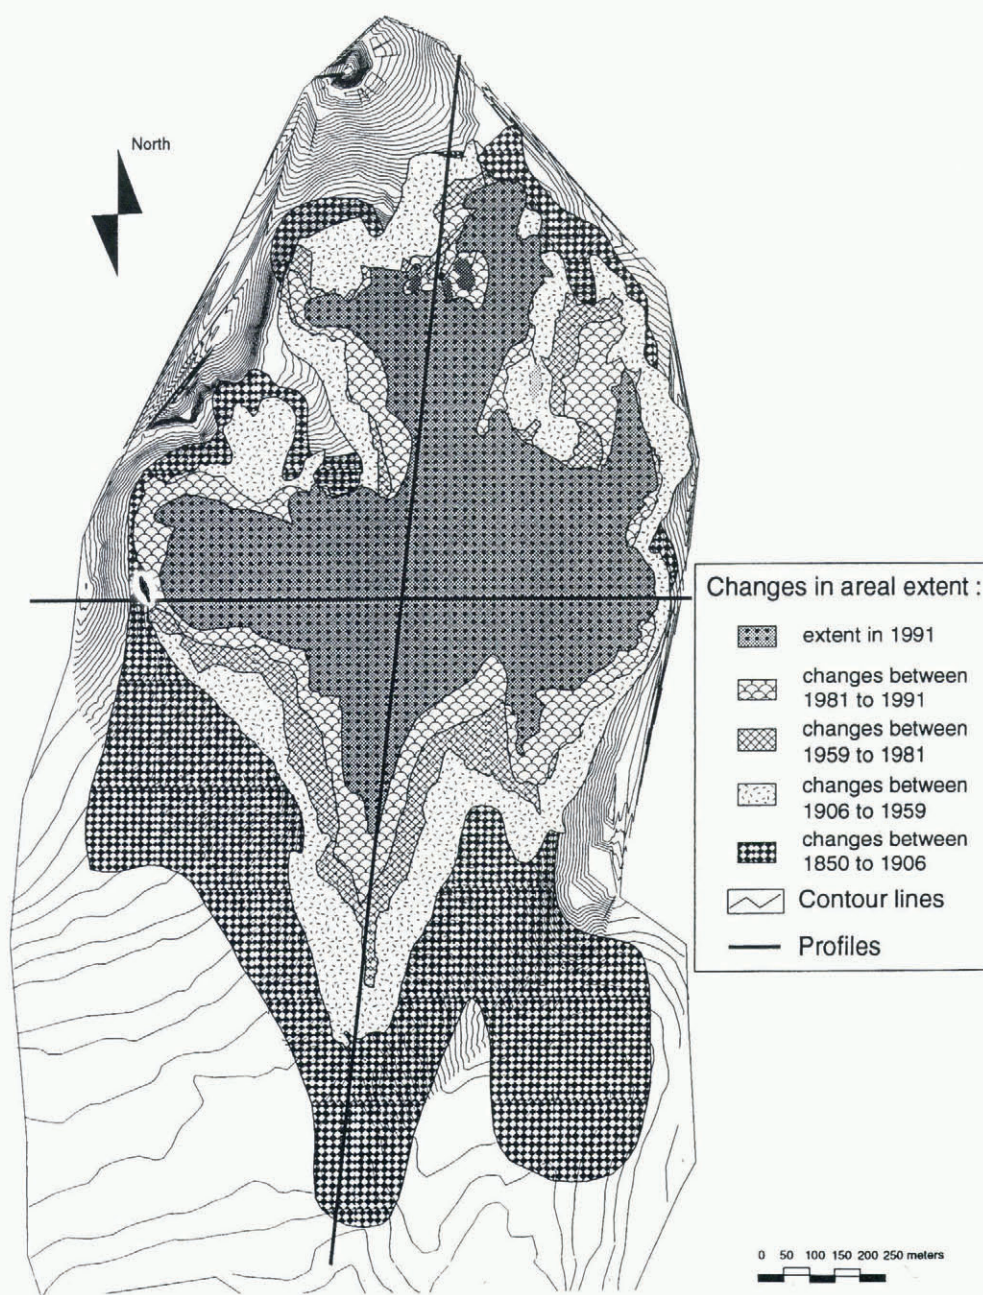 North
Changes in areal extent :
extent in 1991
changes between
1981 to 1991
changes between
1959 to 1981
changes between
1906 to 1959
changes between
1850 to 1906
Contour lines
Profiles
0 50 100 150 200 250 meters